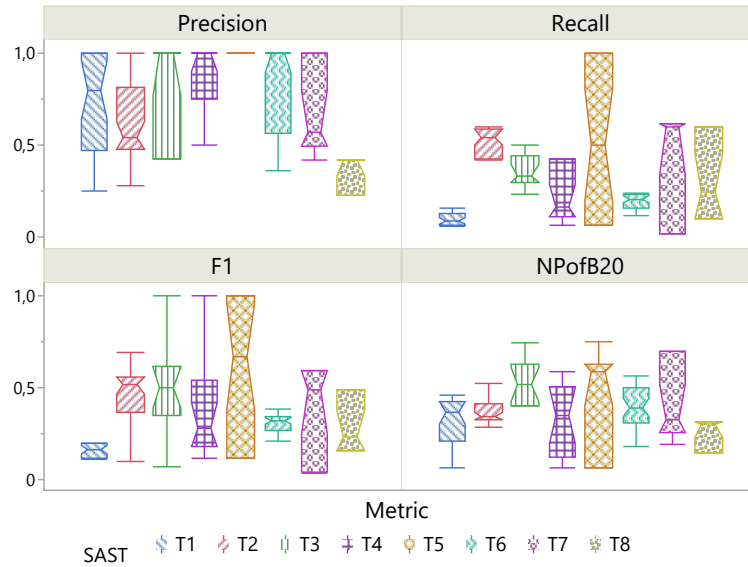 Precision Recall
1,0
0,5
0
F1 NPofB20
1,0
0,5
0
Metric
SAST T1 T2 T3 T4 T5 T6 T7 T8